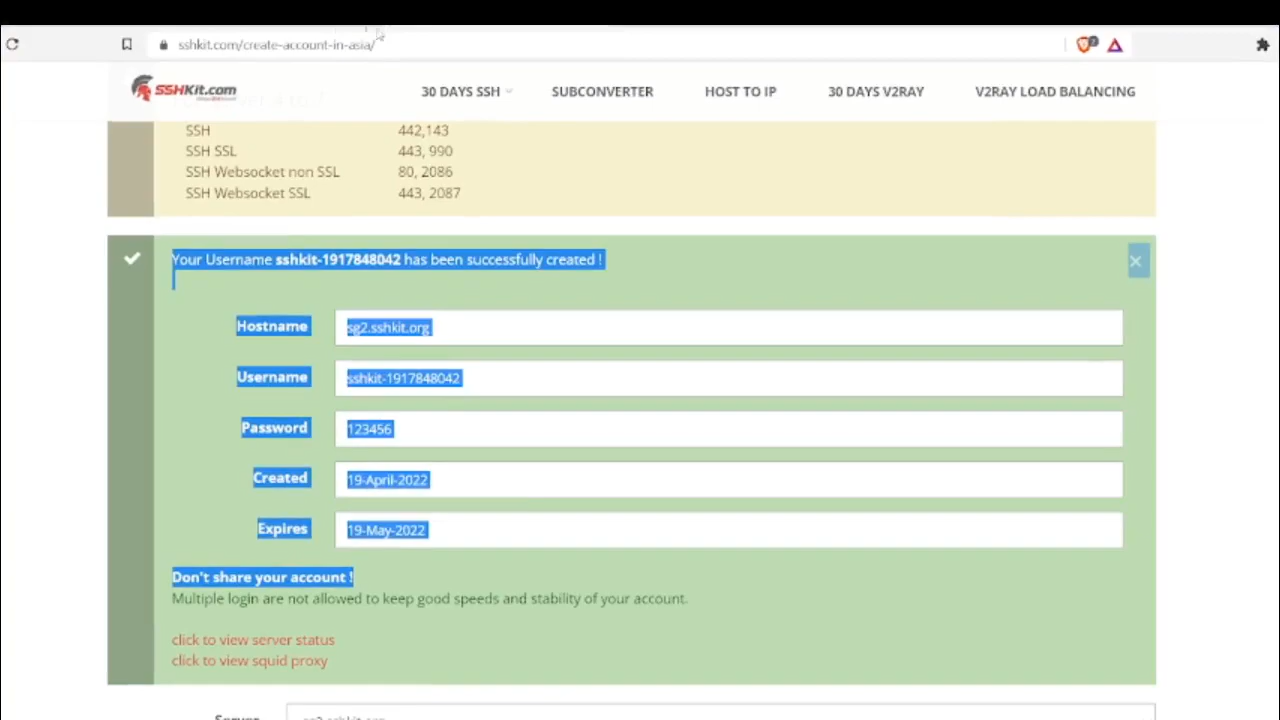 sshkit.com/create-account-in-asia/
SSHKit.com
30 DAYS SSH
SUBCONVERTER
HOST TO IP
30 DAYS V2RAY
V2RAY LOAD BALANCING
SSH 442,143
SSH SSL 443, 990
SSH Websocket non SSL 80, 2086
SSH Websocket SSL 443, 2087
Your Username sshkit-1917848042 has been successfully created !
Hostname sg2.sshkit.org
Username sshkit-1917848042
Password 123456
Created 19-April-2022
Expires 19-May-2022
Don't share your account !
Multiple login are not allowed to keep good speeds and stability of your account.
click to view server status
click to view squid proxy